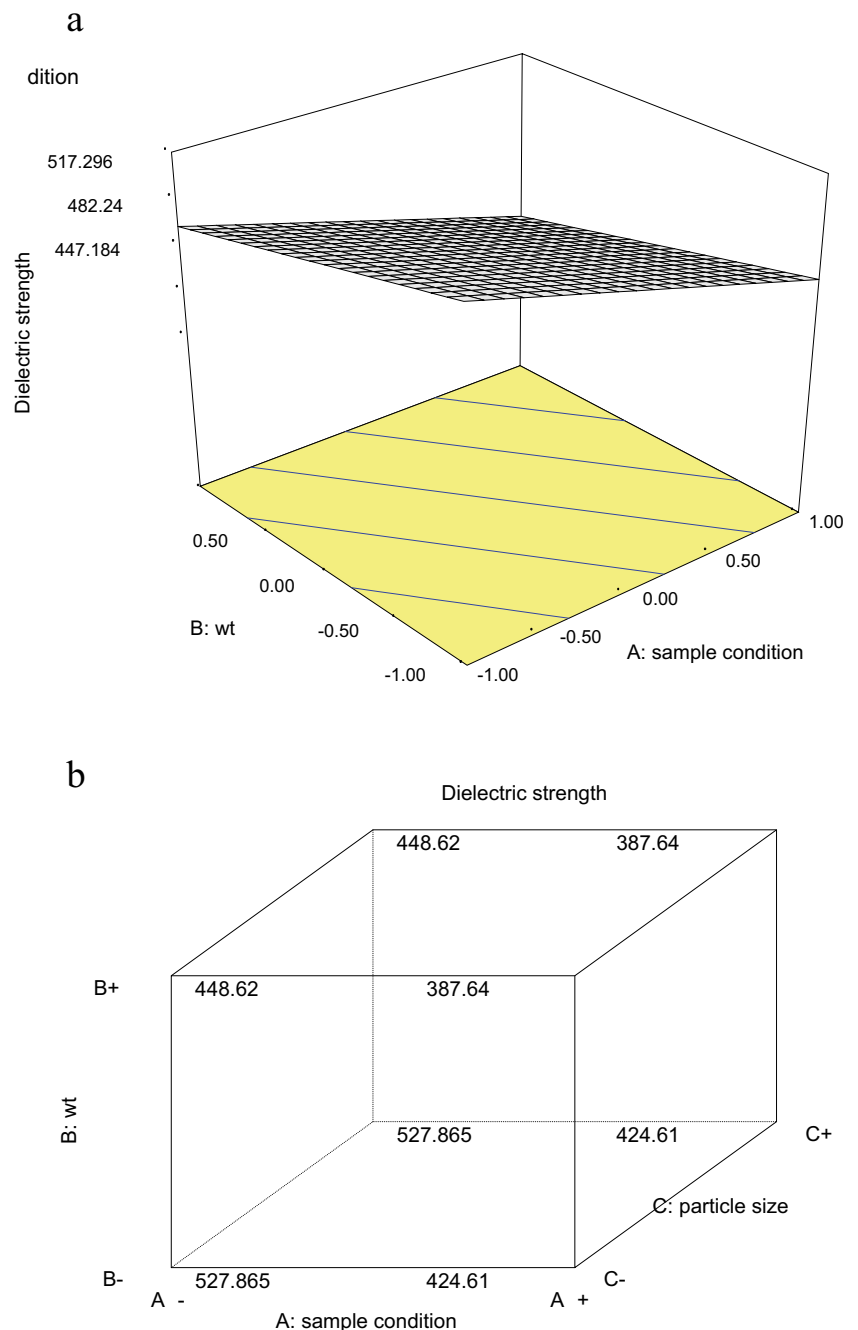 a
dition
517.296
482.24
447.184
Dielectric strength
0.50
0.00
-0.50
-1.00
B: wt
-1.00
-0.50
0.00
0.50
1.00
A: sample condition
b
Dielectric strength
448.62 387.64
B+ 448.62 387.64
B: wt
527.865 424.61 C+
C: particle size
B- 527.865 424.61 C-
A - A +
A: sample condition